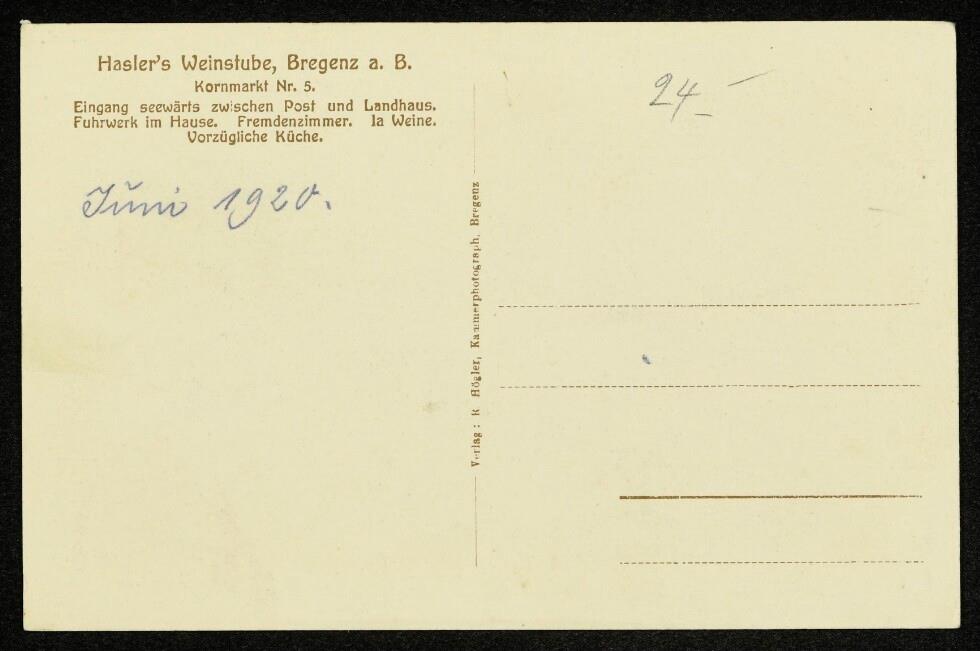 Hasler's Weinstube, Bregenz a. B.
Kornmarkt Nr. 5.
Eingang seewärts zwischen Post und Landhaus.
Fuhrwerk im Hause. Fremdenzimmer. Ia Weine.
Vorzügliche Küche.
Juni 1920.
Verlag: R Högler, Kammerphotograph, Bregenz
24.-